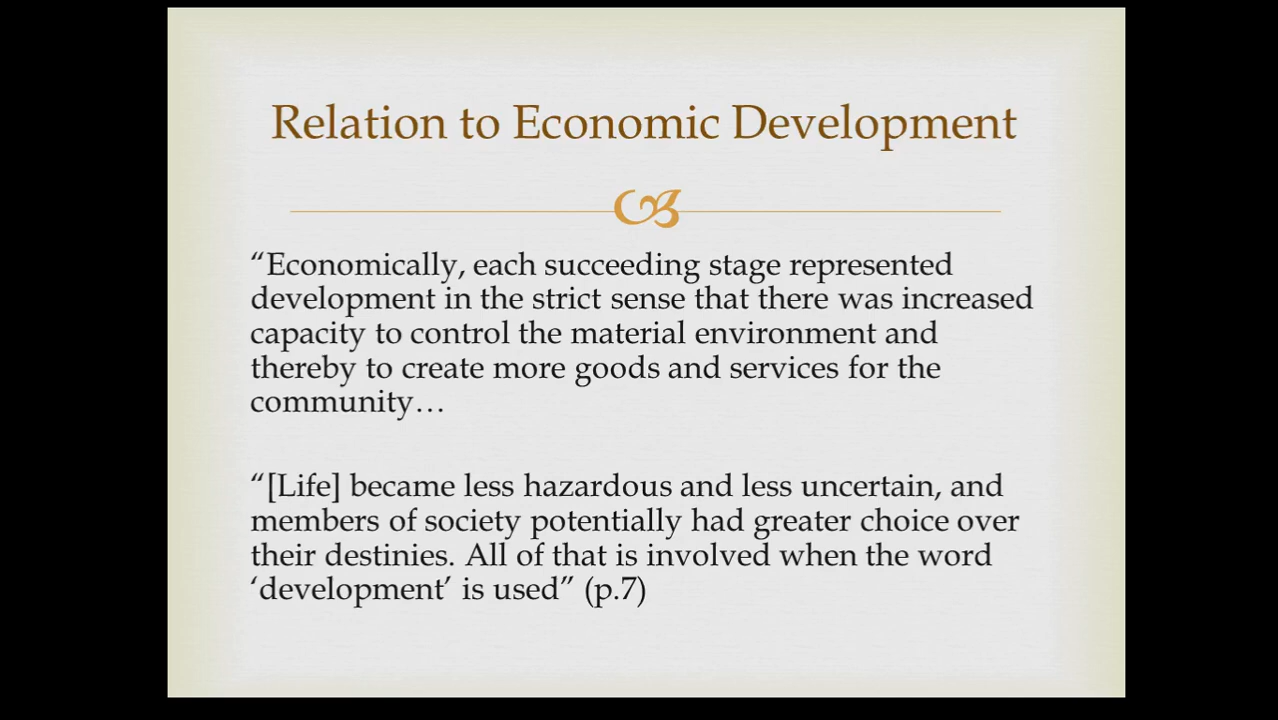 Relation to Economic Development
“Economically, each succeeding stage represented
development in the strict sense that there was increased
capacity to control the material environment and
thereby to create more goods and services for the
community…
“[Life] became less hazardous and less uncertain, and
members of society potentially had greater choice over
their destinies. All of that is involved when the word
‘development’ is used” (p.7)